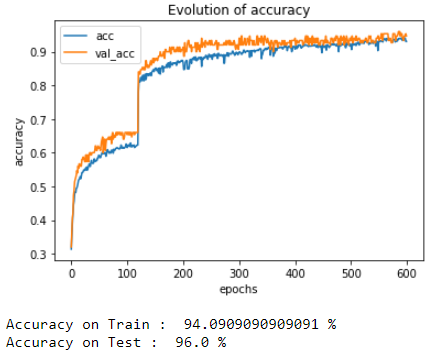 Evolution of accuracy
acc
val_acc
0.9
0.8
0.7
0.6
0.5
0.4
0.3
accuracy
0
100
200
300
400
500
600
epochs
Accuracy on Train :  94.0909090909091 %
Accuracy on Test :  96.0 %